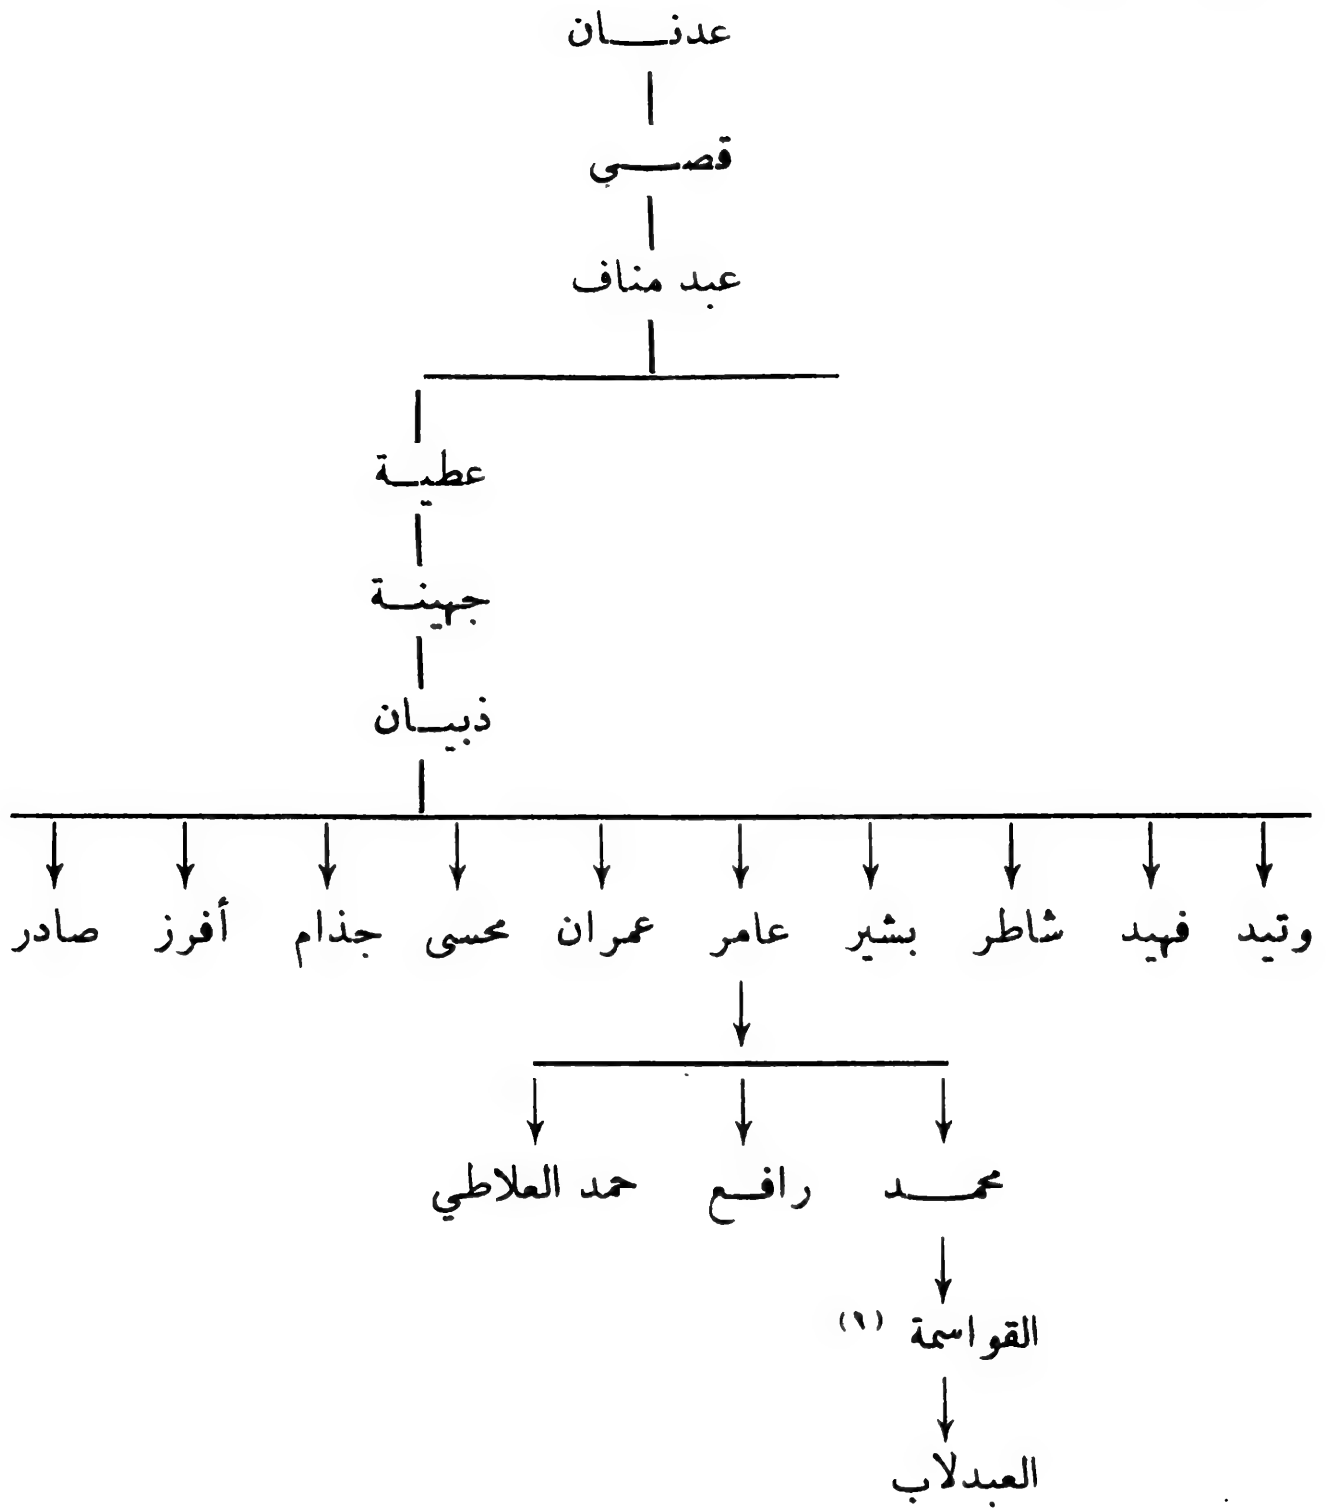 عدنان
قصي
عبد مناف
عطية
جهينة
ذبيان
وتيد فهيد شاطر بشير عامر عمران محسى جذام أفرز صادر
محمد رافع حمد العلاطي
القواسمة (١)
العبدلاب